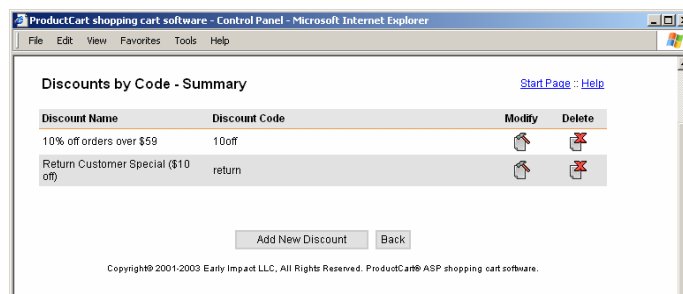 ProductCart shopping cart software - Control Panel - Microsoft Internet Explorer
File Edit View Favorites Tools Help
Discounts by Code - Summary Start Page :: Help
Discount Name Discount Code Modify Delete
10% off orders over $59 10off
Return Customer Special ($10
off) return
Add New Discount Back
Copyright© 2001-2003 Early Impact LLC, All Rights Reserved. ProductCart® ASP shopping cart software.